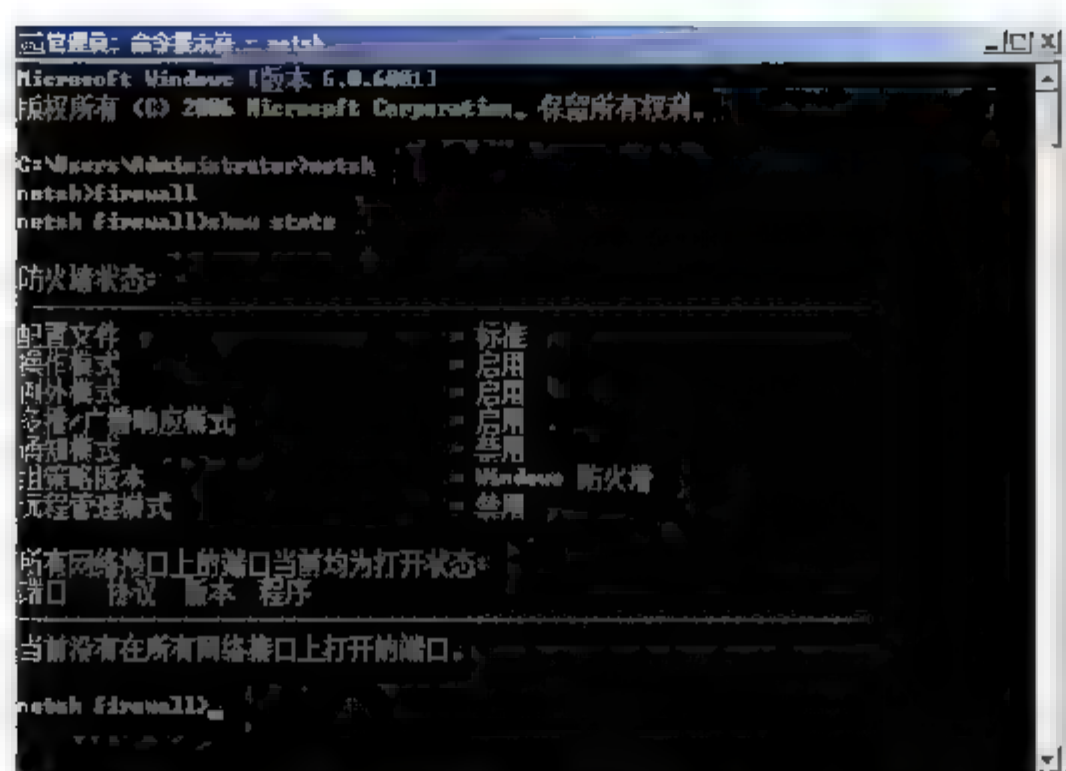 管理员: 命令提示符 - netsh
Microsoft Windows [版本 6.0.6001]
版权所有 (C) 2006 Microsoft Corporation。保留所有权利。
C:\Users\Administrator>netsh
netsh>firewall
netsh firewall>show state
防火墙状态:
配置文件 = 标准
操作模式 = 启用
例外模式 = 启用
多播/广播响应模式 = 启用
通知模式 = 禁用
组策略版本 = Windows 防火墙
远程管理模式 = 禁用
所有网络接口上的端口当前均为打开状态:
端口 协议 版本 程序
当前没有在所有网络接口上打开的端口。
netsh firewall>_